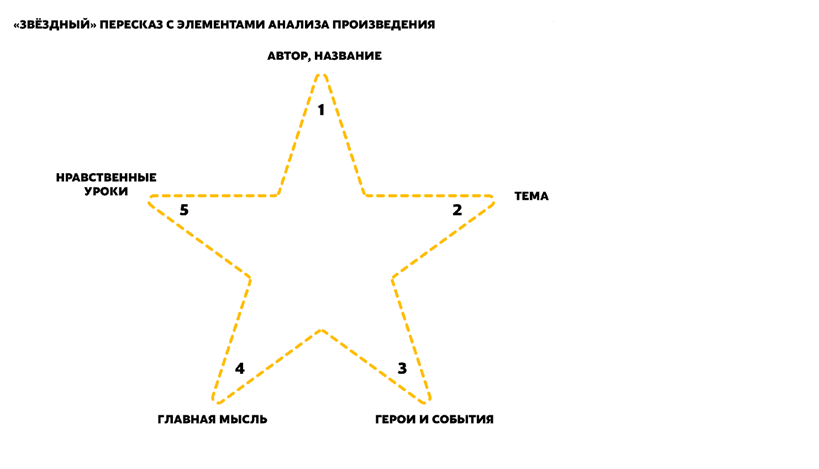 «ЗВЁЗДНЫЙ» ПЕРЕСКАЗ С ЭЛЕМЕНТАМИ АНАЛИЗА ПРОИЗВЕДЕНИЯ
АВТОР, НАЗВАНИЕ
1
НРАВСТВЕННЫЕ
УРОКИ
5
2
ТЕМА
4
3
ГЛАВНАЯ МЫСЛЬ
ГЕРОИ И СОБЫТИЯ